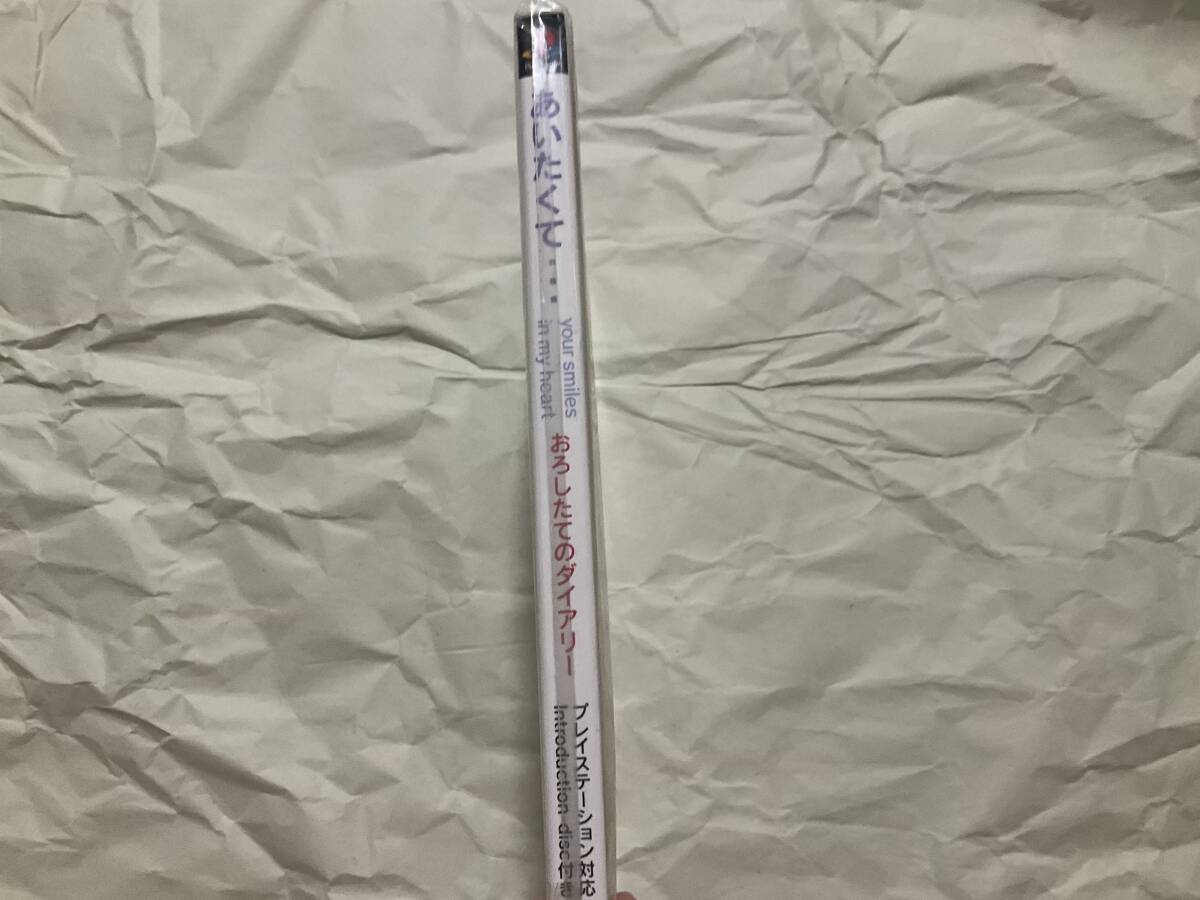 あいたくて…
your smiles
in my heart
おろしたてのダイアリー
プレイステーション対応
Introduction disc付き